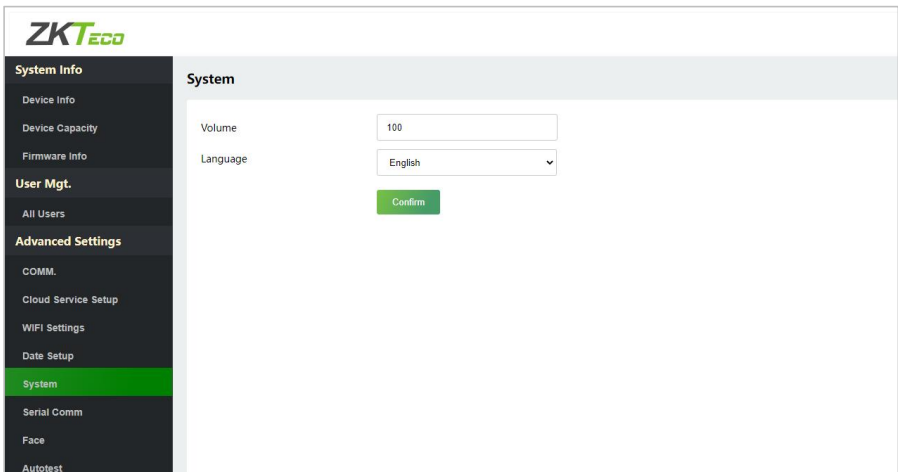 ZKTECO
System Info
Device Info
Device Capacity
Firmware Info
User Mgt.
All Users
Advanced Settings
COMM.
Cloud Service Setup
WIFI Settings
Date Setup
System
Serial Comm
Face
Autotest
System
Volume 100
Language English
Confirm